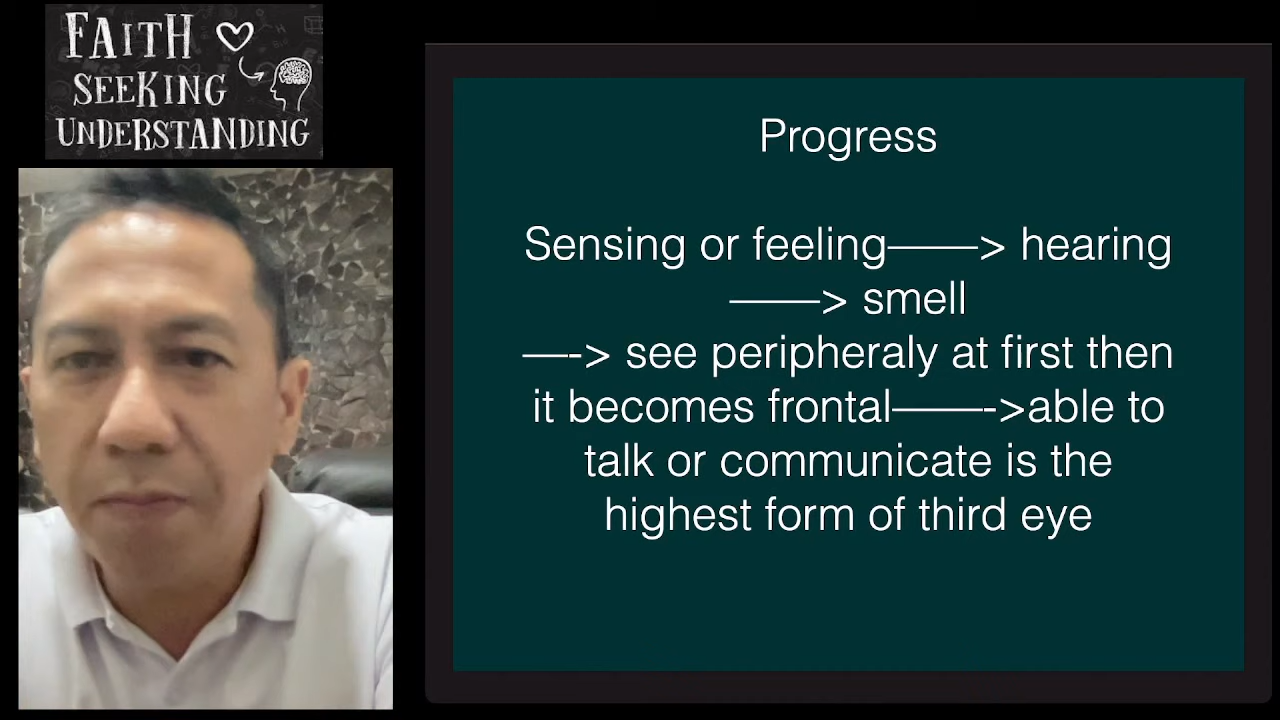 FAITH
SEEKING
UNDERSTANDING
Progress
Sensing or feeling——–> hearing
——–> smell
—-> see peripheraly at first then
it becomes frontal——-->able to
talk or communicate is the
highest form of third eye